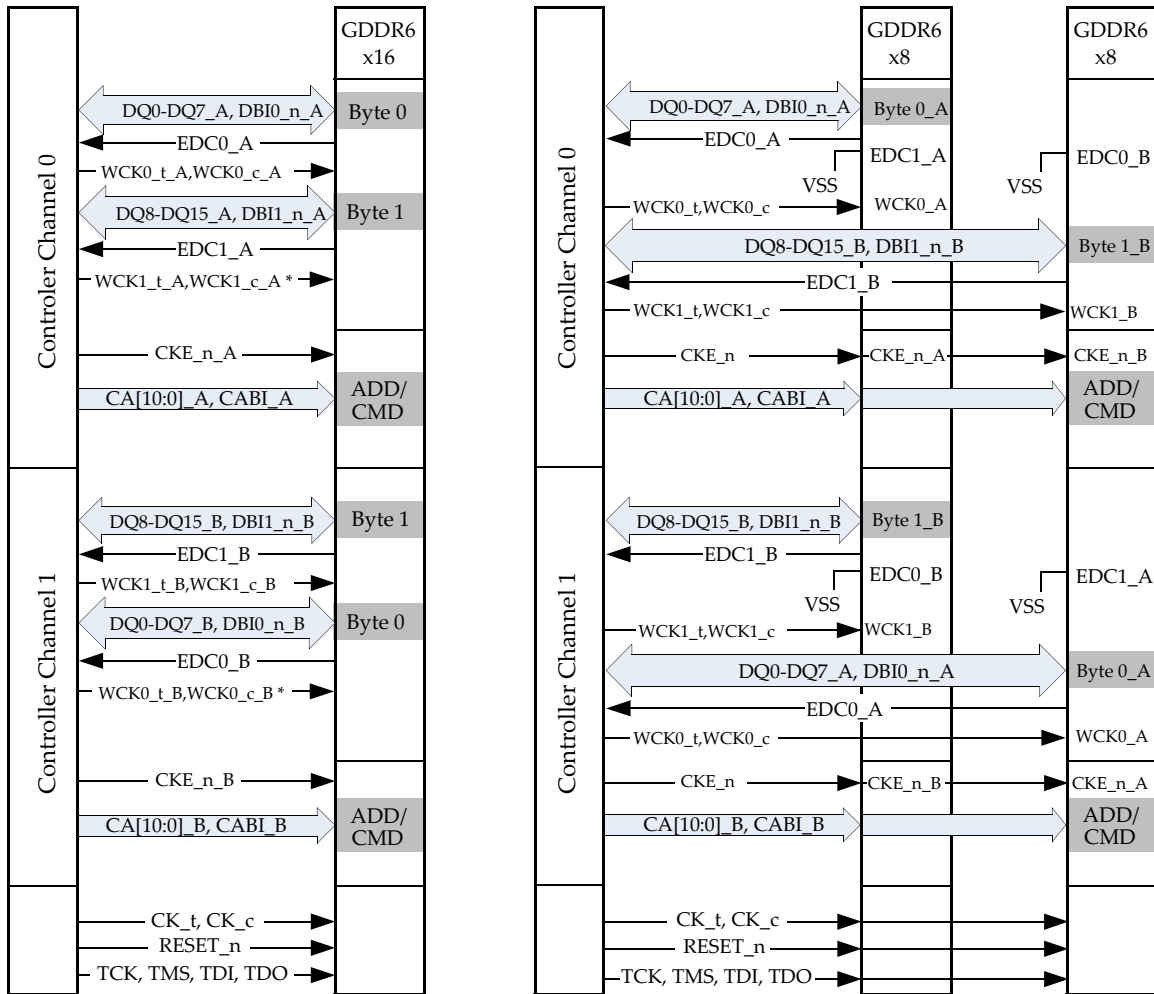 GDDR6
x16
Controler Channel 0
DQ0-DQ7_A, DBI0_n_A
Byte 0
EDC0_A
WCK0_t_A,WCK0_c_A
DQ8-DQ15_A, DBI1_n_A
Byte 1
EDC1_A
WCK1_t_A,WCK1_c_A *
CKE_n_A
CA[10:0]_A, CABI_A
ADD/
CMD
Controller Channel 1
DQ8-DQ15_B, DBI1_n_B
Byte 1
EDC1_B
WCK1_t_B,WCK1_c_B
DQ0-DQ7_B, DBI0_n_B
Byte 0
EDC0_B
WCK0_t_B,WCK0_c_B *
CKE_n_B
CA[10:0]_B, CABI_B
ADD/
CMD
CK_t, CK_c
RESET_n
TCK, TMS, TDI, TDO
GDDR6
x8
GDDR6
x8
Controller Channel 0
DQ0-DQ7_A, DBI0_n_A
Byte 0_A
EDC0_A
VSS
EDC1_A
VSS
EDC0_B
WCK0_t,WCK0_c
WCK0_A
DQ8-DQ15_B, DBI1_n_B
Byte 1_B
EDC1_B
WCK1_t,WCK1_c
WCK1_B
CKE_n
CKE_n_A
CKE_n_B
CA[10:0]_A, CABI_A
ADD/
CMD
Controller Channel 1
DQ8-DQ15_B, DBI1_n_B
Byte 1_B
EDC1_B
VSS
EDC0_B
VSS
EDC1_A
WCK1_t,WCK1_c
WCK1_B
DQ0-DQ7_A, DBI0_n_A
Byte 0_A
EDC0_A
WCK0_t,WCK0_c
WCK0_A
CKE_n
CKE_n_B
CKE_n_A
CA[10:0]_B, CABI_B
ADD/
CMD
CK_t, CK_c
RESET_n
TCK, TMS, TDI, TDO